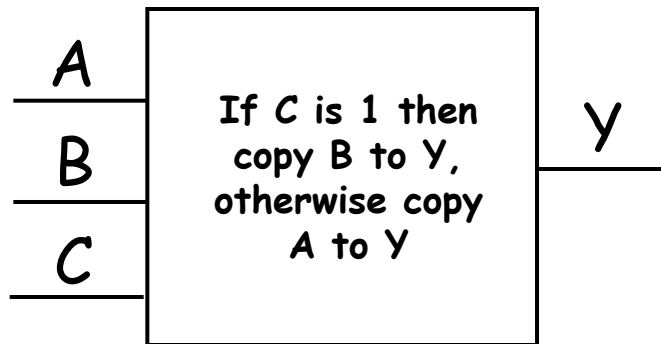 A
B
C
If C is 1 then
copy B to Y,
otherwise copy
A to Y
Y